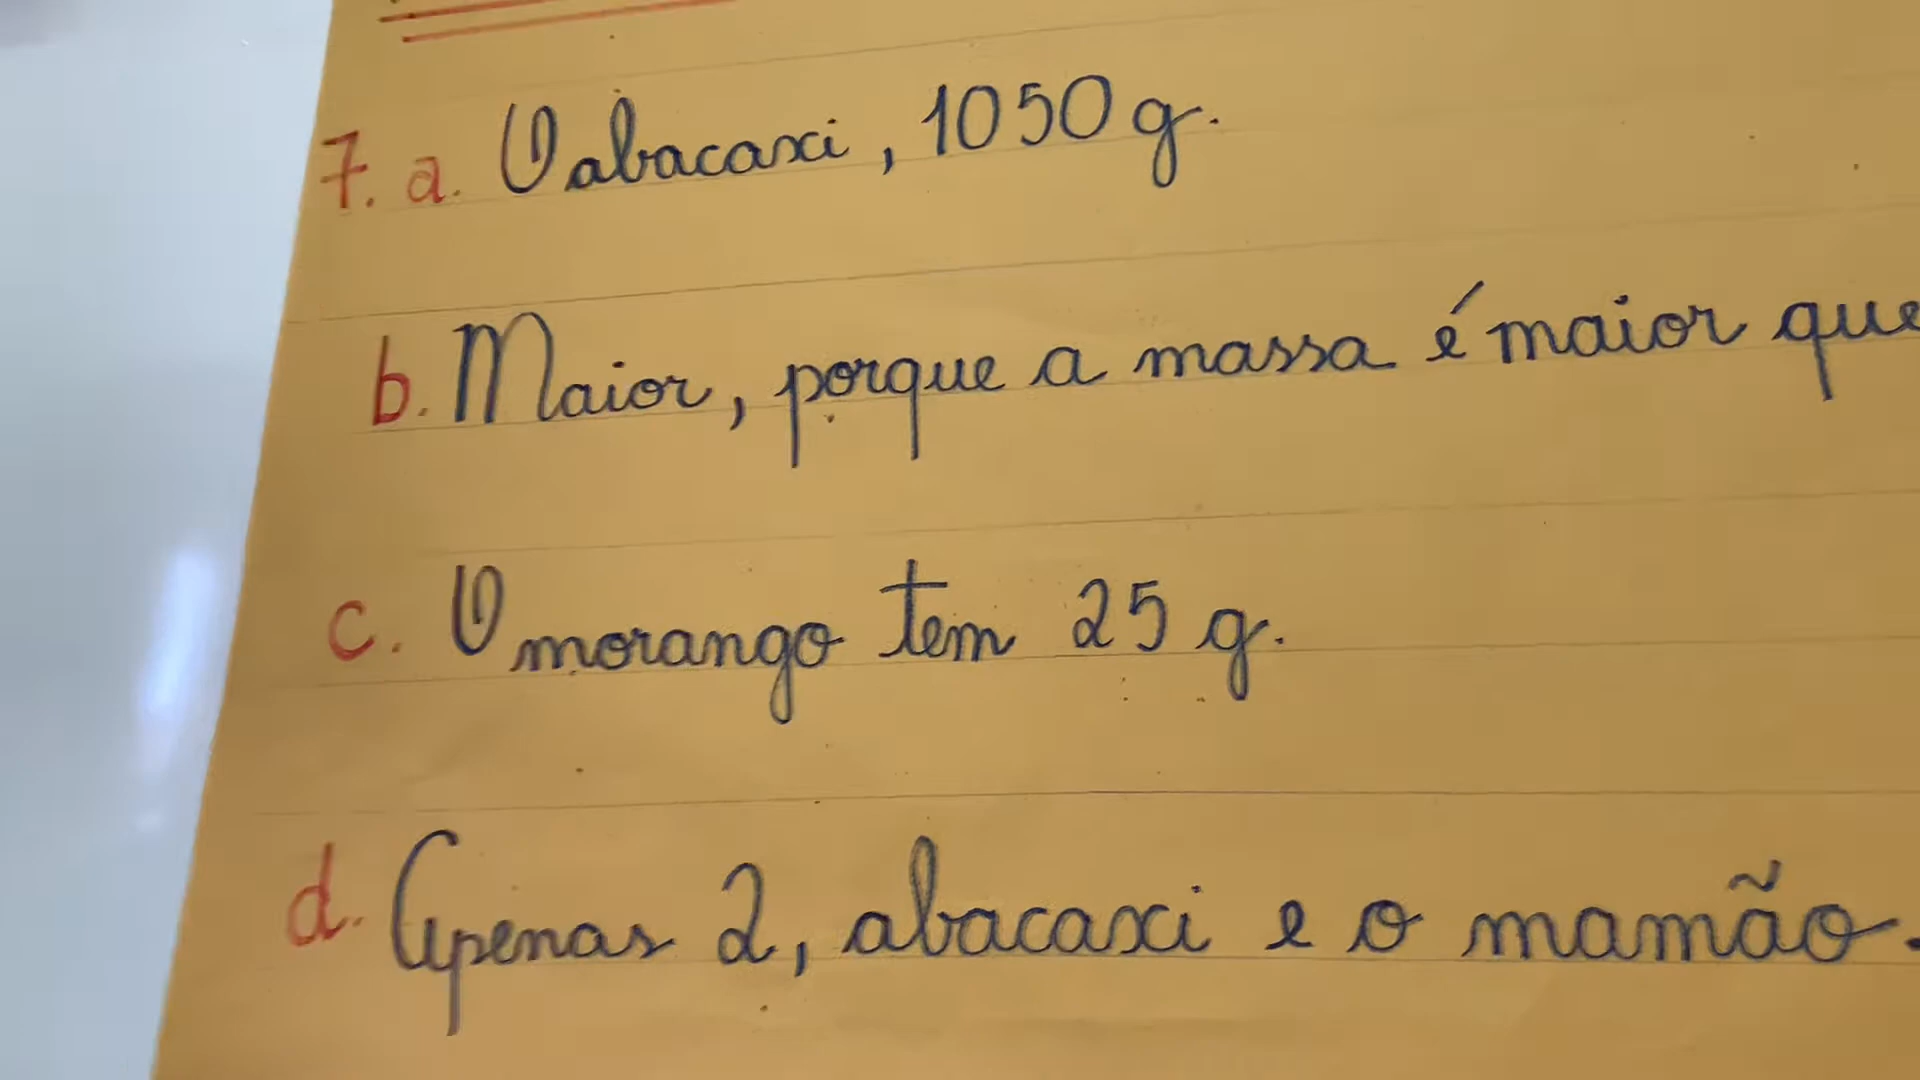 7. a. O abacaxi, 1050 g.
b. Maior, porque a massa é maior que
c. O morango tem 25 g.
d. Apenas 2, abacaxi e o mamão.